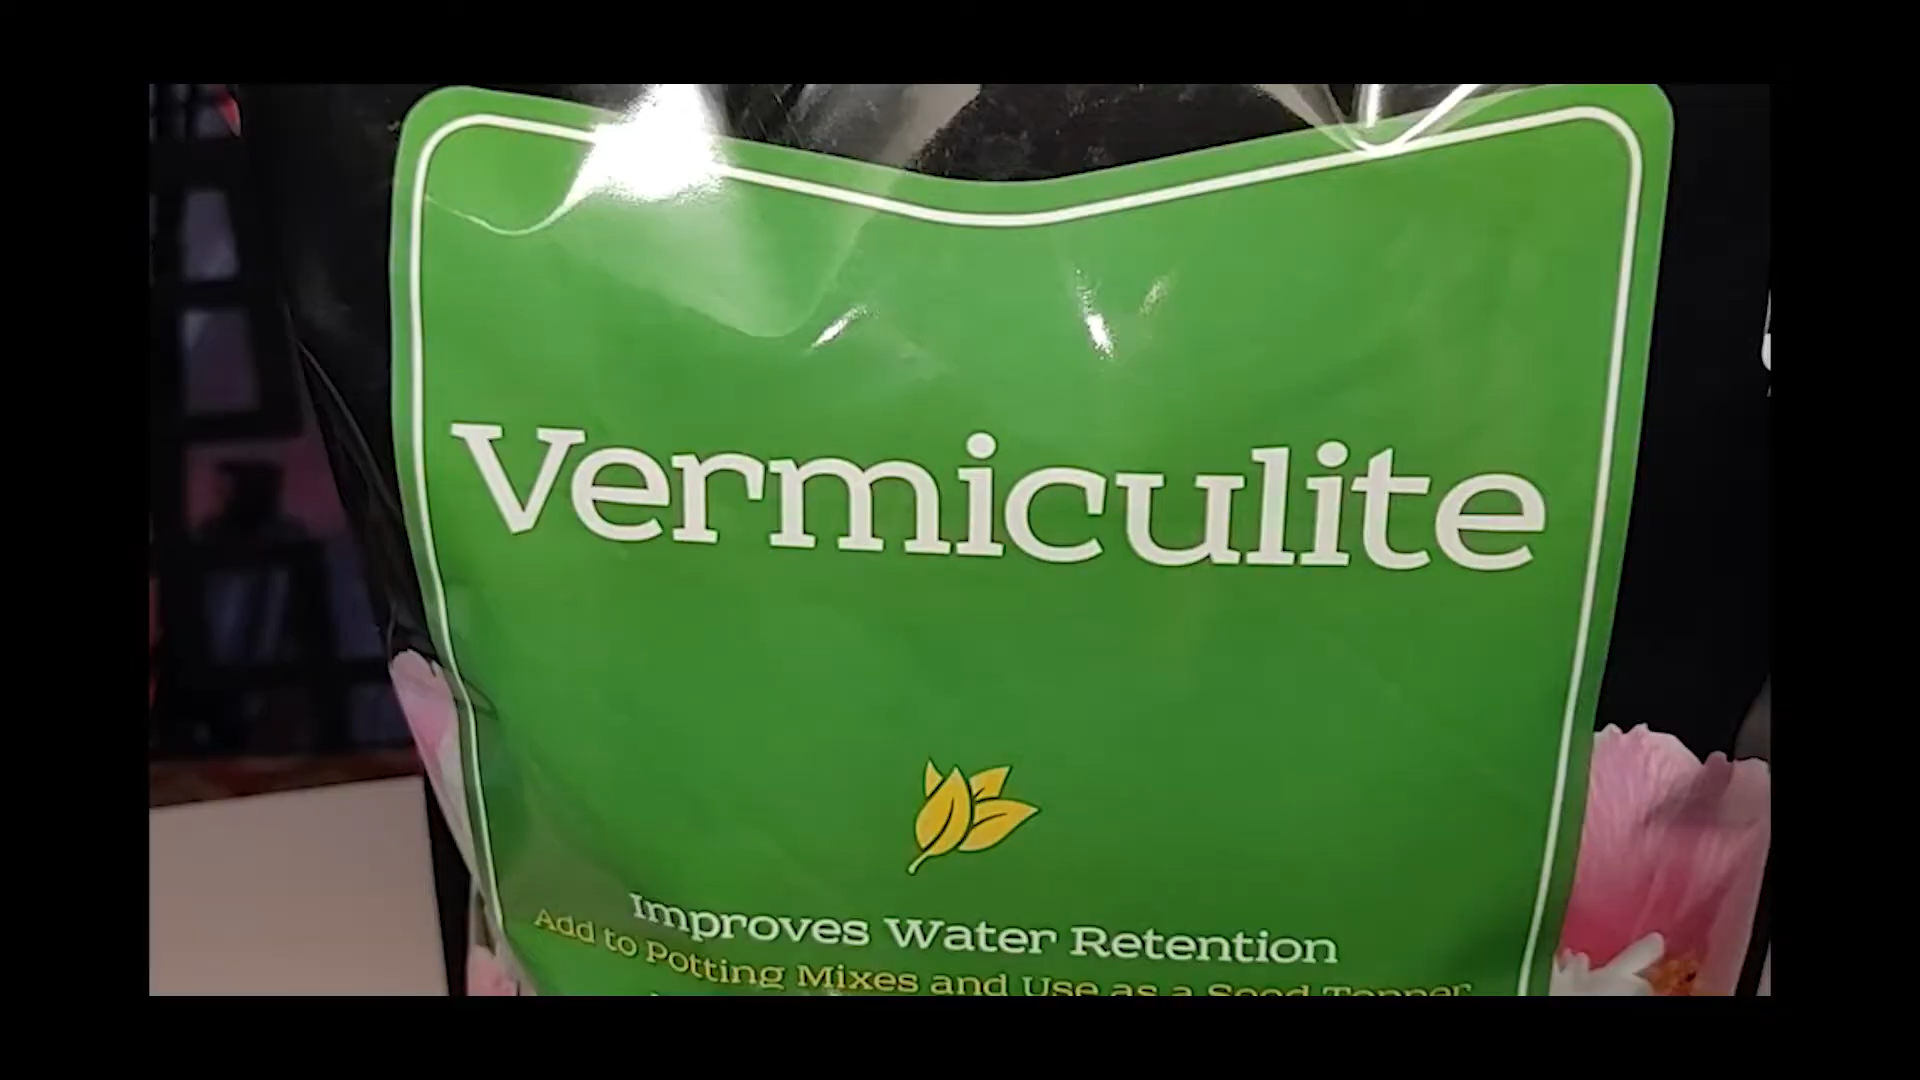 Vermiculite
Improves Water Retention
Add to Potting Mixes and Use as a Seed Topper